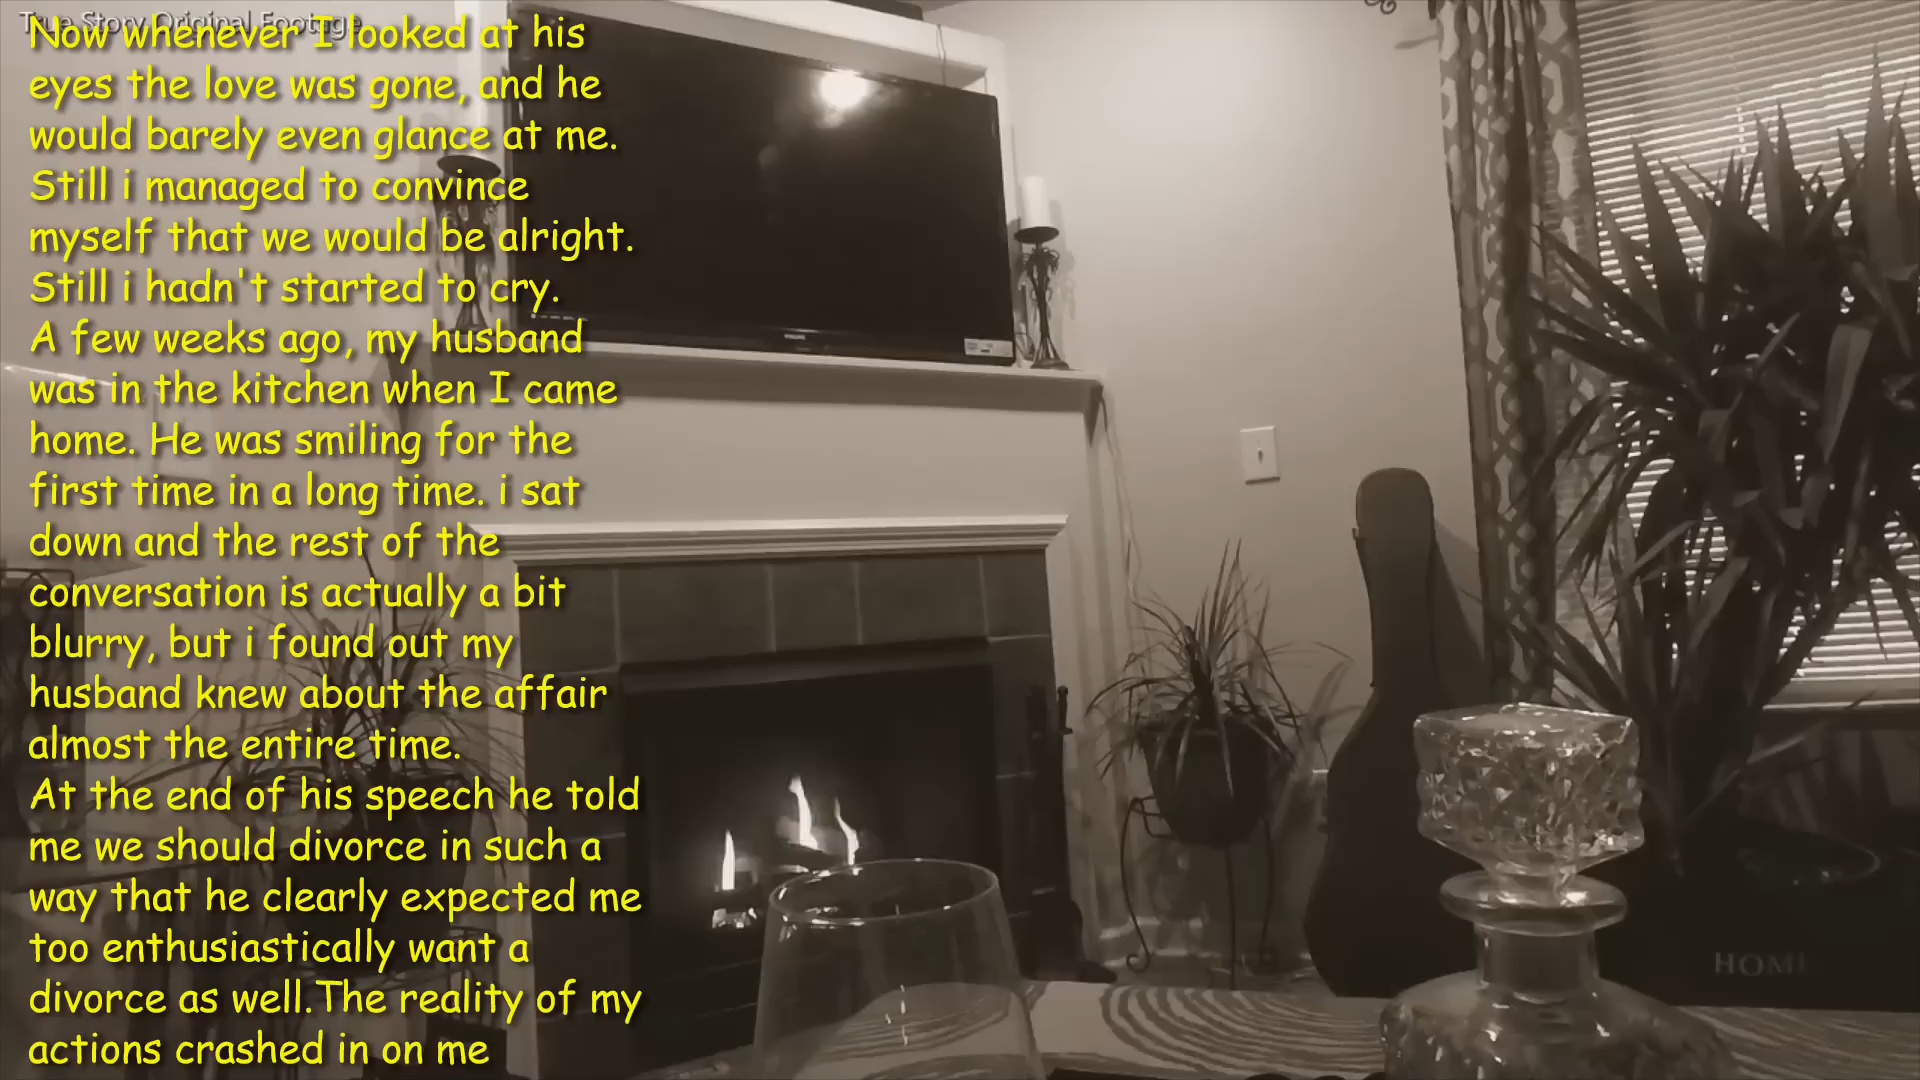 True Story Original Footage
Now whenever I looked at his
eyes the love was gone, and he
would barely even glance at me.
Still i managed to convince
myself that we would be alright.
Still i hadn't started to cry.
A few weeks ago, my husband
was in the kitchen when I came
home. He was smiling for the
first time in a long time. i sat
down and the rest of the
conversation is actually a bit
blurry, but i found out my
husband knew about the affair
almost the entire time.
At the end of his speech he told
me we should divorce in such a
way that he clearly expected me
too enthusiastically want a
divorce as well.The reality of my
actions crashed in on me
HOME